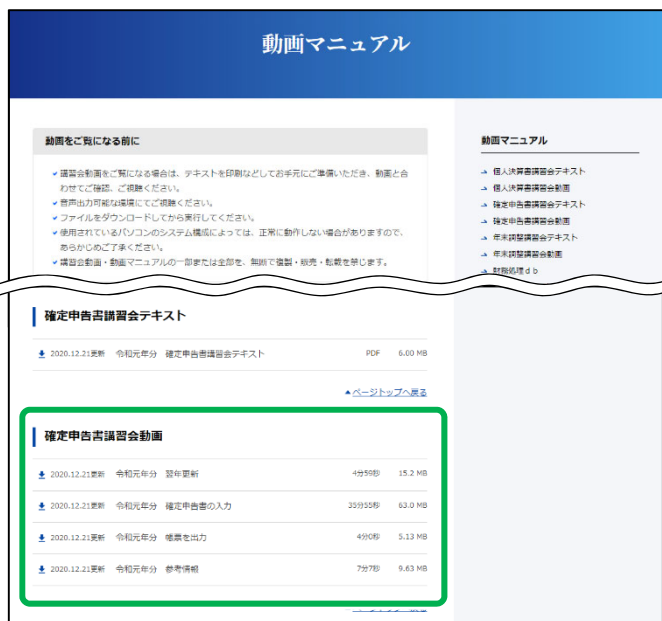 動画マニュアル
動画をご覧になる前に
講習会動画をご覧になる場合は、テキストを印刷などしてお手元にご準備いただき、動画と合
わせてご確認、ご視聴ください。
音声出力可能な環境にてご視聴ください。
ファイルをダウンロードしてから実行してください。
使用されているパソコンのシステム構成によっては、正常に動作しない場合がありますので、
あらかじめご了承ください。
講習会動画・動画マニュアルの一部または全部を、無断で複製・販売・転載を禁じます。
動画マニュアル
個人決算書講習会テキスト
個人決算書講習会動画
確定申告書講習会テキスト
確定申告書講習会動画
年末調整講習会テキスト
年末調整講習会動画
財務処理ｄｂ
確定申告書講習会テキスト
2020.12.21更新 令和元年分 確定申告書講習会テキスト PDF 6.00 MB
▲ページトップへ戻る
確定申告書講習会動画
2020.12.21更新 令和元年分 翌年更新 4分59秒 15.2 MB
2020.12.21更新 令和元年分 確定申告書の入力 35分55秒 63.0 MB
2020.12.21更新 令和元年分 帳票を出力 4分0秒 5.13 MB
2020.12.21更新 令和元年分 参考情報 7分7秒 9.63 MB